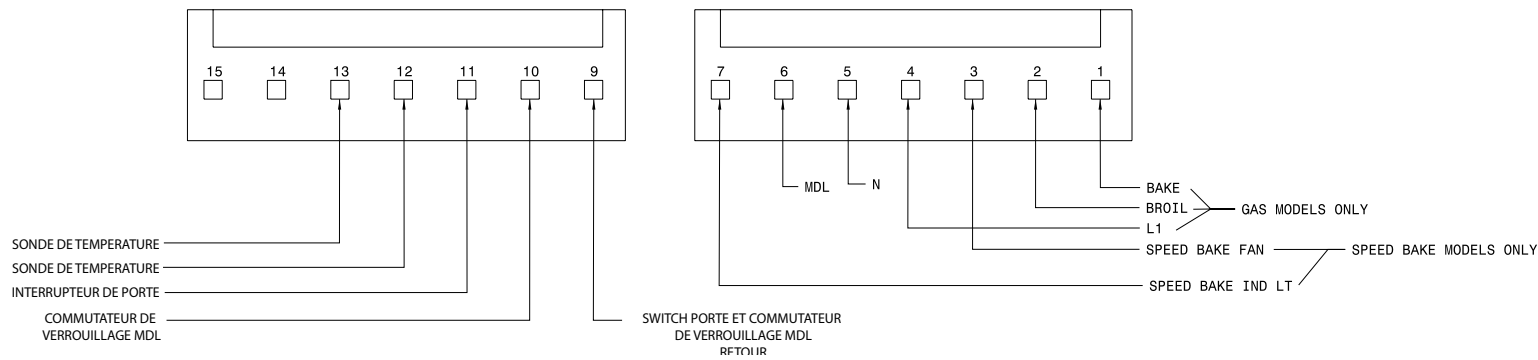 15 14 13 12 11 10 9 7 6 5 4 3 2 1
MDL
N
BAKE
BROIL
GAS MODELS ONLY
L1
SPEED BAKE FAN
SPEED BAKE MODELS ONLY
SPEED BAKE IND LT
SONDE DE TEMPERATURE
SONDE DE TEMPERATURE
INTERRUPTEUR DE PORTE
COMMUTATEUR DE
VERROUILLAGE MDL
SWITCH PORTE ET COMMUTATEUR
DE VERROUILLAGE MDL
RETOUR